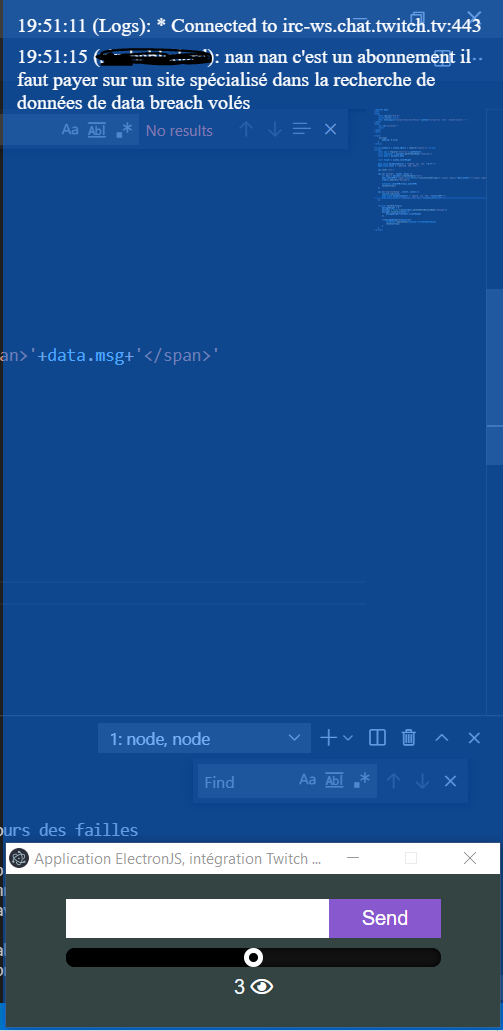 19:51:11 (Logs): * Connected to irc-ws.chat.twitch.tv:443
19:51:15 ( ): nan nan c'est un abonnement il
faut payer sur un site spécialisé dans la recherche de
données de data breach volés
Aa Abl .* No results
an>'+data.msg+'</span>'
1: node, node
Find Aa Abl .*
ours des failles
Application ElectronJS, intégration Twitch ...
Send
3